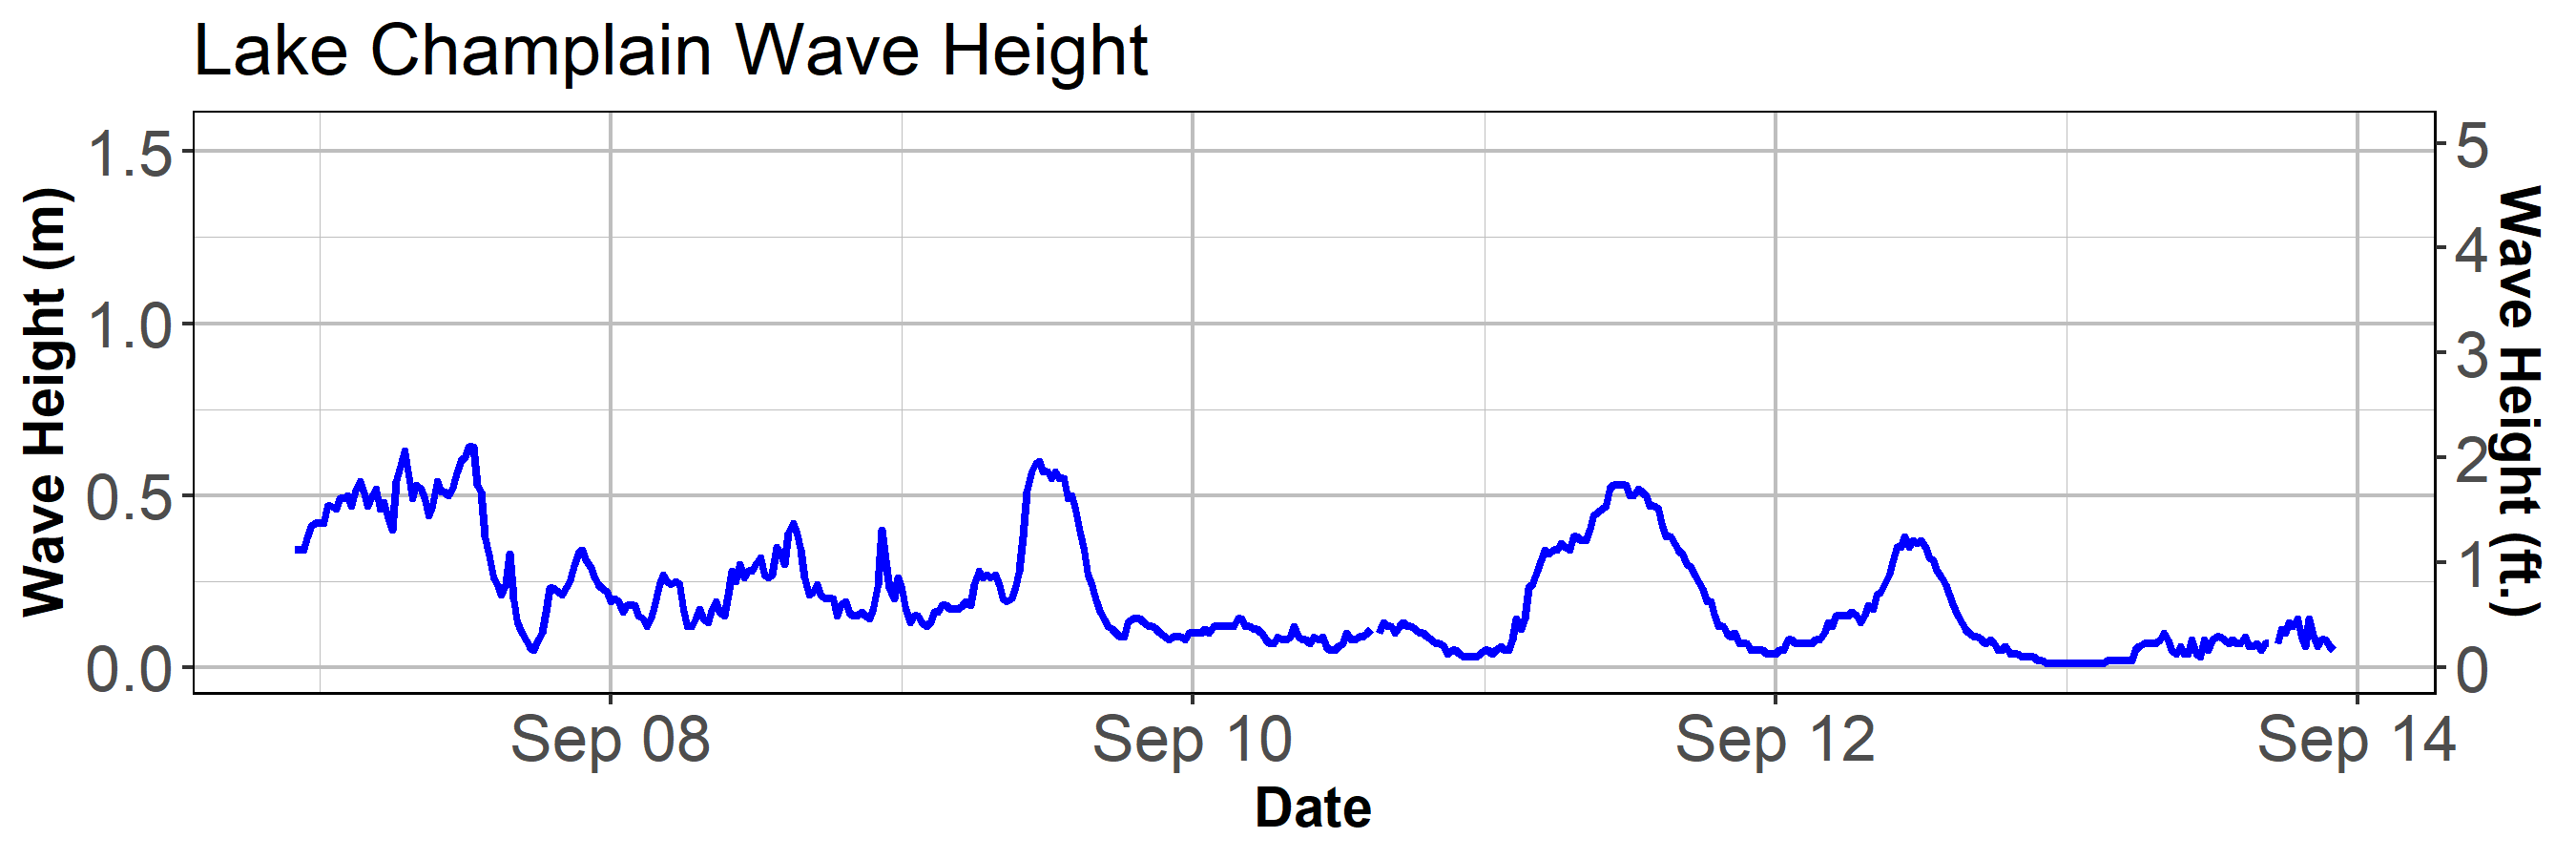 Lake Champlain Wave Height
Wave Height (m)
1.5
1.0
0.5
0.0
5
4
3
2
1
0
Wave Height (ft.)
Sep 08
Sep 10
Sep 12
Sep 14
Date